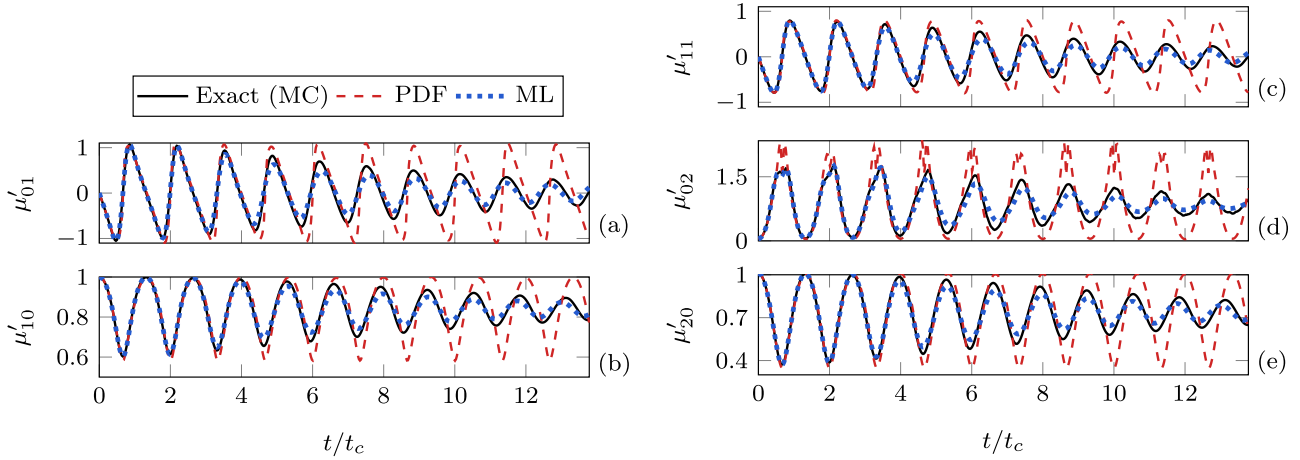 Exact (MC) PDF ML
1
0
−1
μ′01
(a)
1
0.8
0.6
μ′10
(b)
0 2 4 6 8 10 12
t/tc
1
0
−1
μ′11
(c)
1.5
0
μ′02
(d)
1
0.7
0.4
μ′20
(e)
0 2 4 6 8 10 12
t/tc